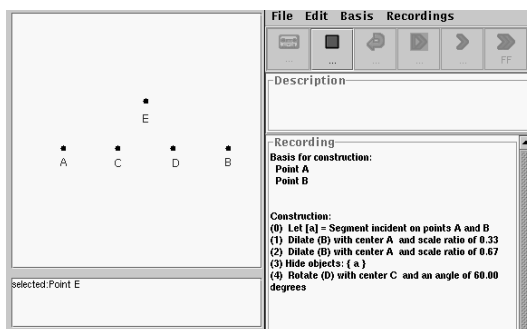 File Edit Basis Recordings
... ... ... ... ... FF
Description
E
A C D B
Recording
Basis for construction:
Point A
Point B
Construction:
(0) Let [a] = Segment incident on points A and B
(1) Dilate (B) with center A and scale ratio of 0.33
(2) Dilate (B) with center A and scale ratio of 0.67
(3) Hide objects: { a }
(4) Rotate (D) with center C and an angle of 60.00
degrees
selected:Point E